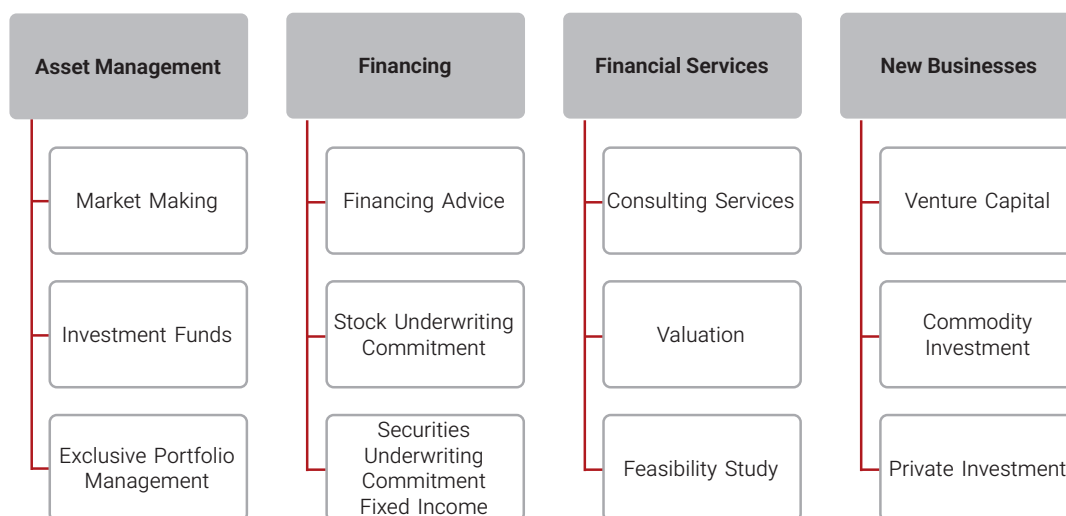 Asset Management
Market Making
Investment Funds
Exclusive Portfolio
Management
Financing
Financing Advice
Stock Underwriting
Commitment
Securities
Underwriting
Commitment
Fixed Income
Financial Services
Consulting Services
Valuation
Feasibility Study
New Businesses
Venture Capital
Commodity
Investment
Private Investment